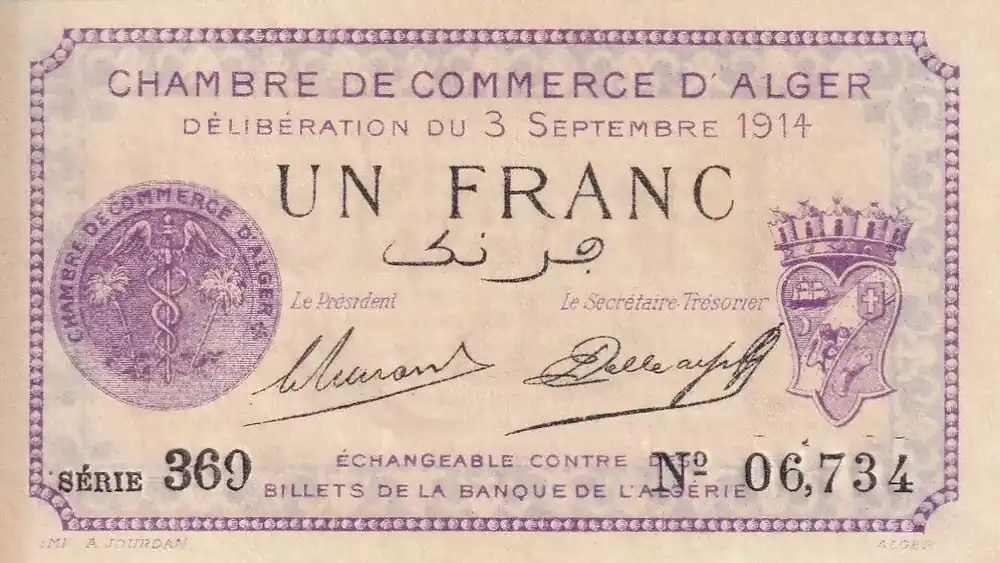 CHAMBRE DE COMMERCE D'ALGER
DÉLIBÉRATION DU 3 SEPTEMBRE 1914
UN FRANC
فرنك
CHAMBRE DE COMMERCE D'ALGER
Le Président
Le Secrétaire-Trésorier
SÉRIE 369
ÉCHANGEABLE CONTRE DES
BILLETS DE LA BANQUE DE L'ALGÉRIE
Nº 06,734
IMP. A. JOURDAN
ALGER